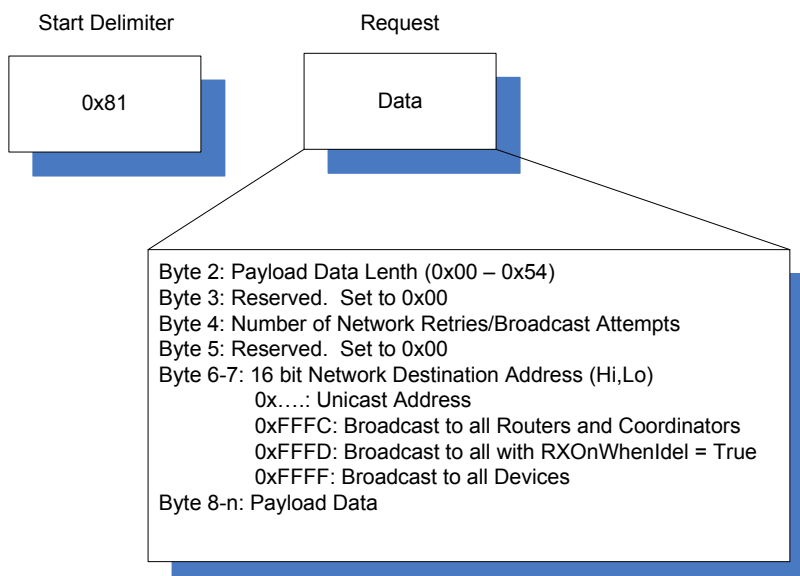 Start Delimiter
Request
0x81
Data
Byte 2: Payload Data Lenth (0x00 – 0x54)
Byte 3: Reserved.  Set to 0x00
Byte 4: Number of Network Retries/Broadcast Attempts
Byte 5: Reserved.  Set to 0x00
Byte 6-7: 16 bit Network Destination Address (Hi,Lo)
0x….: Unicast Address
0xFFFC: Broadcast to all Routers and Coordinators
0xFFFD: Broadcast to all with RXOnWhenIdel = True
0xFFFF: Broadcast to all Devices
Byte 8-n: Payload Data